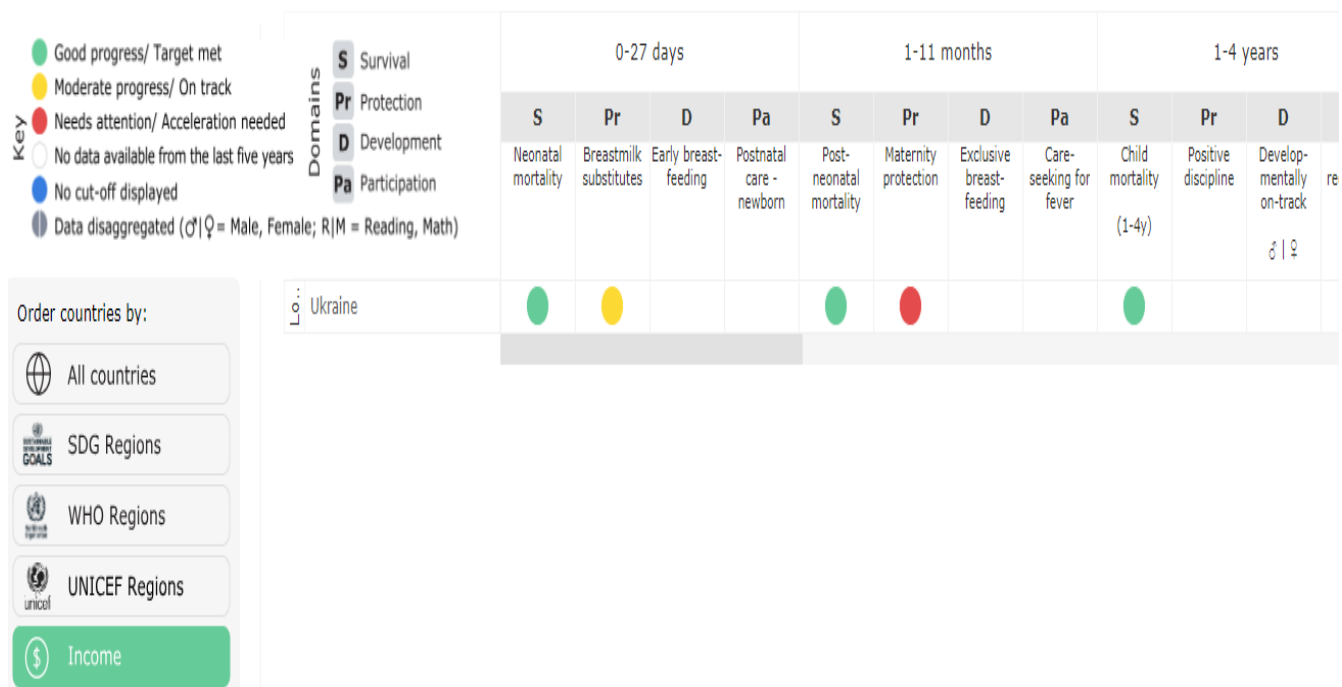 Key
Good progress/ Target met
Moderate progress/ On track
Needs attention/ Acceleration needed
No data available from the last five years
No cut-off displayed
Data disaggregated (♂|♀= Male, Female; R|M = Reading, Math)
Domains
S Survival
Pr Protection
D Development
Pa Participation
0-27 days 1-11 months 1-4 years
S Pr D Pa S Pr D Pa S Pr D
Neonatal mortality
Breastmilk substitutes
Early breast-feeding
Postnatal care - newborn
Post-neonatal mortality
Maternity protection
Exclusive breast-feeding
Care-seeking for fever
Child mortality (1-4y)
Positive discipline
Develop-mentally on-track ♂ | ♀
Lo.. Ukraine
Order countries by:
All countries
SDG Regions
GOALS
WHO Regions
UNICEF Regions
unicef
$ Income